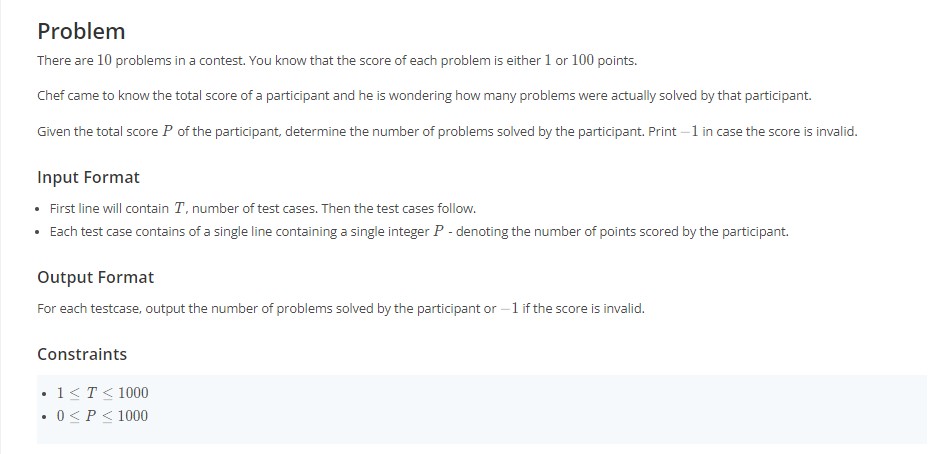 Problem
There are 10 problems in a contest. You know that the score of each problem is either 1 or 100 points.
Chef came to know the total score of a participant and he is wondering how many problems were actually solved by that participant.
Given the total score P of the participant, determine the number of problems solved by the participant. Print −1 in case the score is invalid.
Input Format
• First line will contain T, number of test cases. Then the test cases follow.
• Each test case contains of a single line containing a single integer P - denoting the number of points scored by the participant.
Output Format
For each testcase, output the number of problems solved by the participant or −1 if the score is invalid.
Constraints
• 1 ≤ T ≤ 1000
• 0 ≤ P ≤ 1000